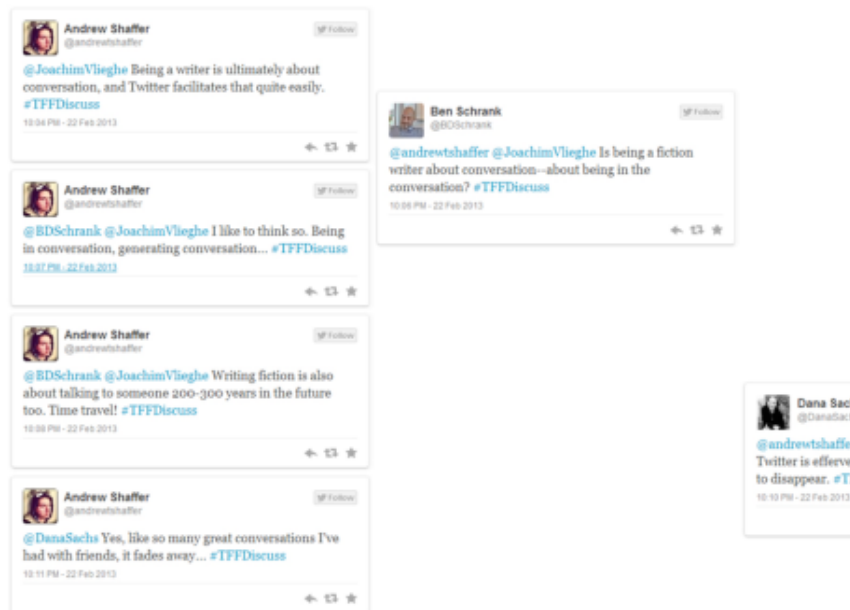 Andrew Shaffer
@andrewtshaffer
Follow
@JoachimVlieghe Being a writer is ultimately about
conversation, and Twitter facilitates that quite easily.
#TFFDiscuss
10:04 PM - 22 Feb 2013
Ben Schrank
@BDSchrank
Follow
@andrewtshaffer @JoachimVlieghe Is being a fiction
writer about conversation--about being in the
conversation? #TFFDiscuss
10:06 PM - 22 Feb 2013
Andrew Shaffer
@andrewtshaffer
Follow
@BDSchrank @JoachimVlieghe I like to think so. Being
in conversation, generating conversation... #TFFDiscuss
10:07 PM - 22 Feb 2013
Andrew Shaffer
@andrewtshaffer
Follow
@BDSchrank @JoachimVlieghe Writing fiction is also
about talking to someone 200-300 years in the future
too. Time travel! #TFFDiscuss
10:08 PM - 22 Feb 2013
Dana Sac
@DanaSac
@andrewtshaffe
Twitter is efferve
to disappear. #T
10:10 PM - 22 Feb 2013
Andrew Shaffer
@andrewtshaffer
Follow
@DanaSachs Yes, like so many great conversations I've
had with friends, it fades away... #TFFDiscuss
10:11 PM - 22 Feb 2013